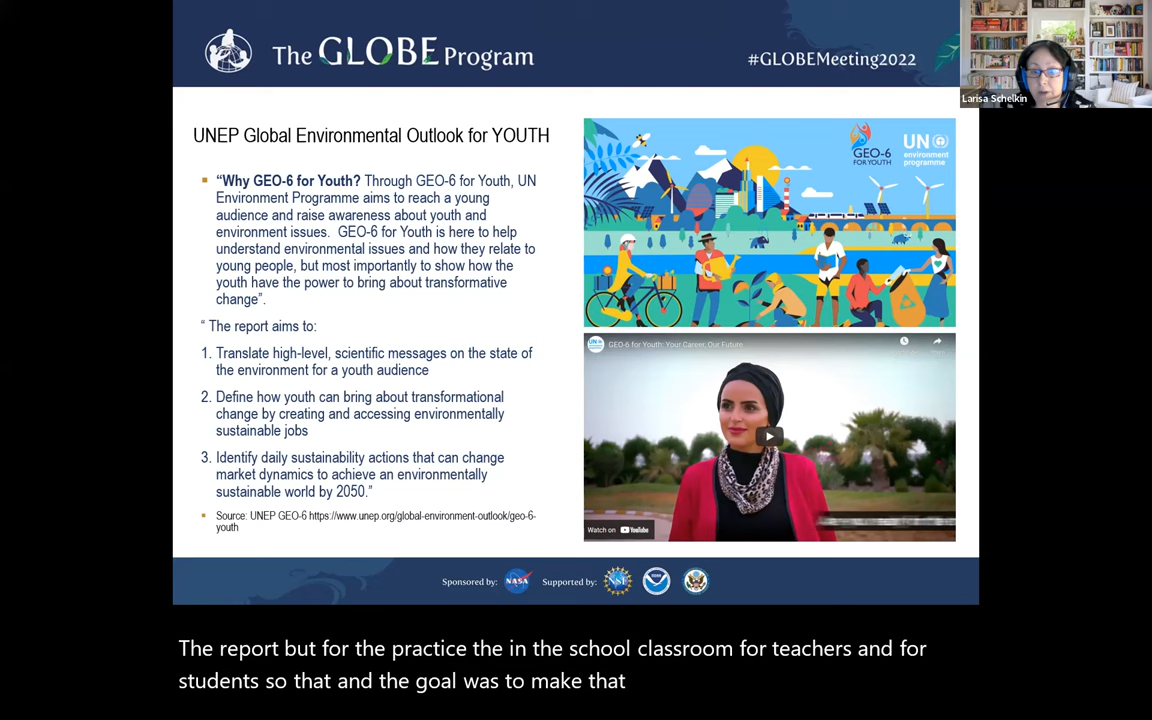 The GLOBE Program
#GLOBEMeeting2022
Larisa Schelkin
UNEP Global Environmental Outlook for YOUTH
“Why GEO-6 for Youth? Through GEO-6 for Youth, UN
Environment Programme aims to reach a young
audience and raise awareness about youth and
environment issues. GEO-6 for Youth is here to help
understand environmental issues and how they relate to
young people, but most importantly to show how the
youth have the power to bring about transformative
change”.
“ The report aims to:
1. Translate high-level, scientific messages on the state of
the environment for a youth audience
2. Define how youth can bring about transformational
change by creating and accessing environmentally
sustainable jobs
3. Identify daily sustainability actions that can change
market dynamics to achieve an environmentally
sustainable world by 2050.”
Source: UNEP GEO-6 https://www.unep.org/global-environment-outlook/geo-6-
youth
GEO-6
FOR YOUTH
UN
environment
programme
GEO-6 for Youth: Your Career, Our Future
Watch on YouTube
Sponsored by: NASA Supported by: NSF
The report but for the practice the in the school classroom for teachers and for
students so that and the goal was to make that